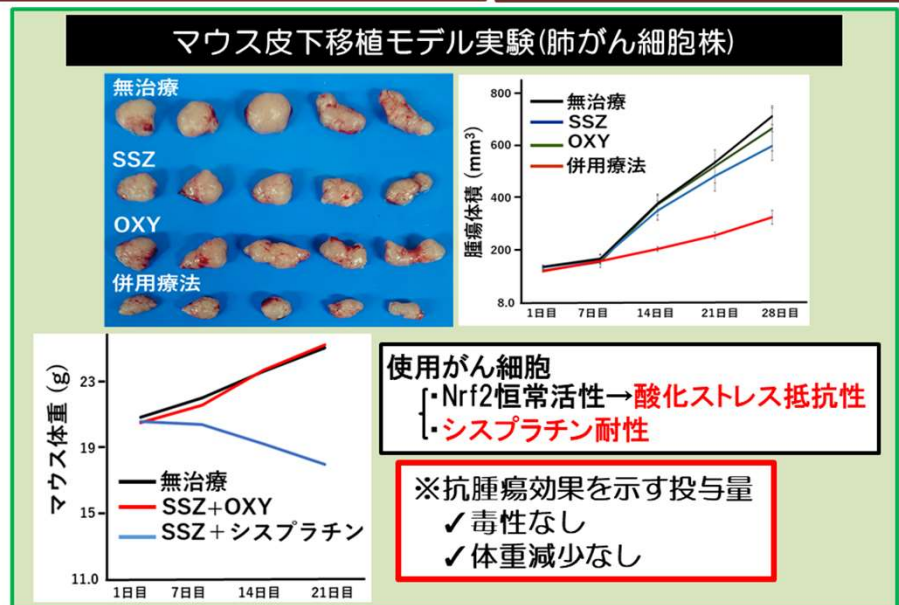 マウス皮下移植モデル実験(肺がん細胞株)
無治療
SSZ
OXY
併用療法
腫瘍体積 (mm³)
800
600
400
200
8.0
無治療
SSZ
OXY
併用療法
1日目
7日目
14日目
21日目
28日目
マウス体重 (g)
23
19
15
11.0
無治療
SSZ+OXY
SSZ+シスプラチン
1日目
7日目
14日目
21日目
使用がん細胞
・Nrf2恒常活性→酸化ストレス抵抗性
・シスプラチン耐性
※抗腫瘍効果を示す投与量
✓毒性なし
✓体重減少なし